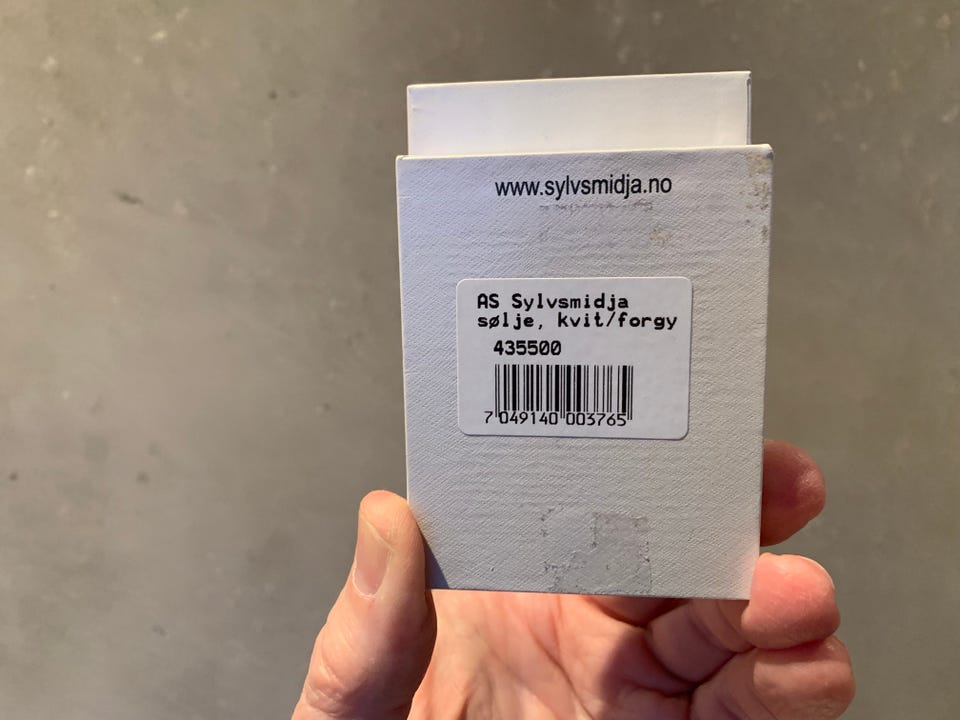 www.sylvsmidja.no
AS Sylvsmidja
sølje, kvit/forgy
435500
7 049140 003765